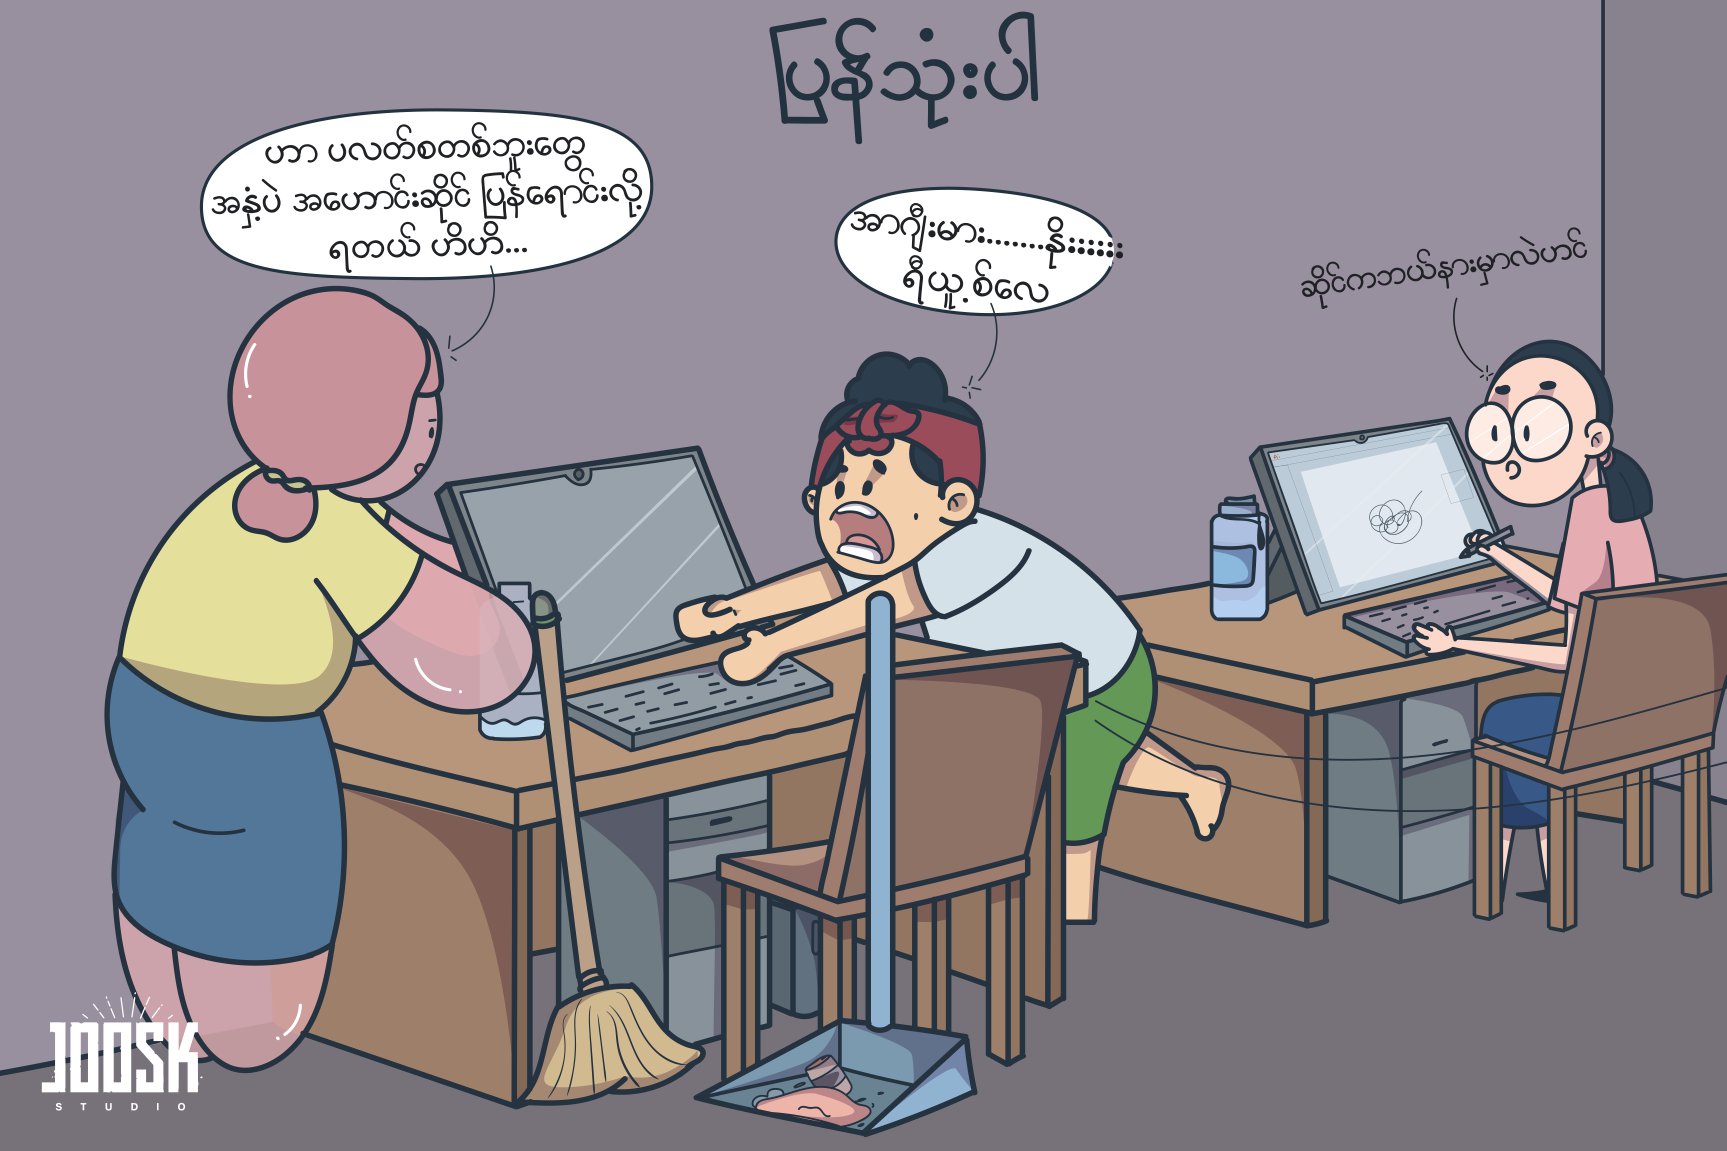 ပြန်သုံးပါ
ဟာ ပလတ်စတစ်ဘူးတွေ
အနှံ့ပဲ အဟောင်းဆိုင် ပြန်ရောင်းလို့
ရတယ် ဟိဟိ...
အာဂျီးမား.......နိုးးးးးး
ရီယူ့စ်လေ
ဆိုင်ကဘယ်နားမှာလဲဟင်
JOOSK
STUDIO